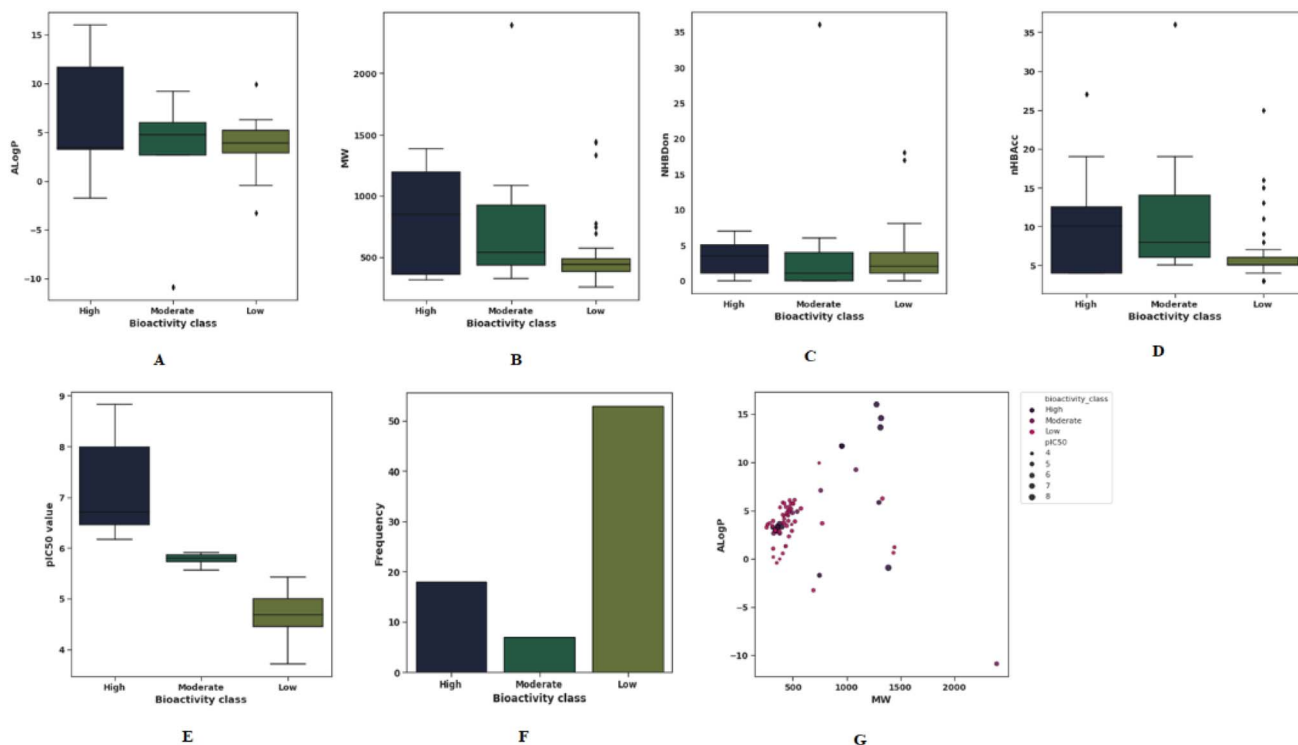 ALogP
15
10
5
0
−5
−10
High
Moderate
Low
Bioactivity class
A
MW
2000
1500
1000
500
High
Moderate
Low
Bioactivity class
B
NHBDon
35
30
25
20
15
10
5
0
High
Moderate
Low
Bioactivity class
C
nHBAcc
35
30
25
20
15
10
5
High
Moderate
Low
Bioactivity class
D
pIC50 value
9
8
7
6
5
4
High
Moderate
Low
Bioactivity class
E
Frequency
50
40
30
20
10
0
High
Moderate
Low
Bioactivity class
F
ALogP
15
10
5
0
−5
−10
500
1000
1500
2000
MW
bioactivity_class
High
Moderate
Low
pIC50
4
5
6
7
8
G